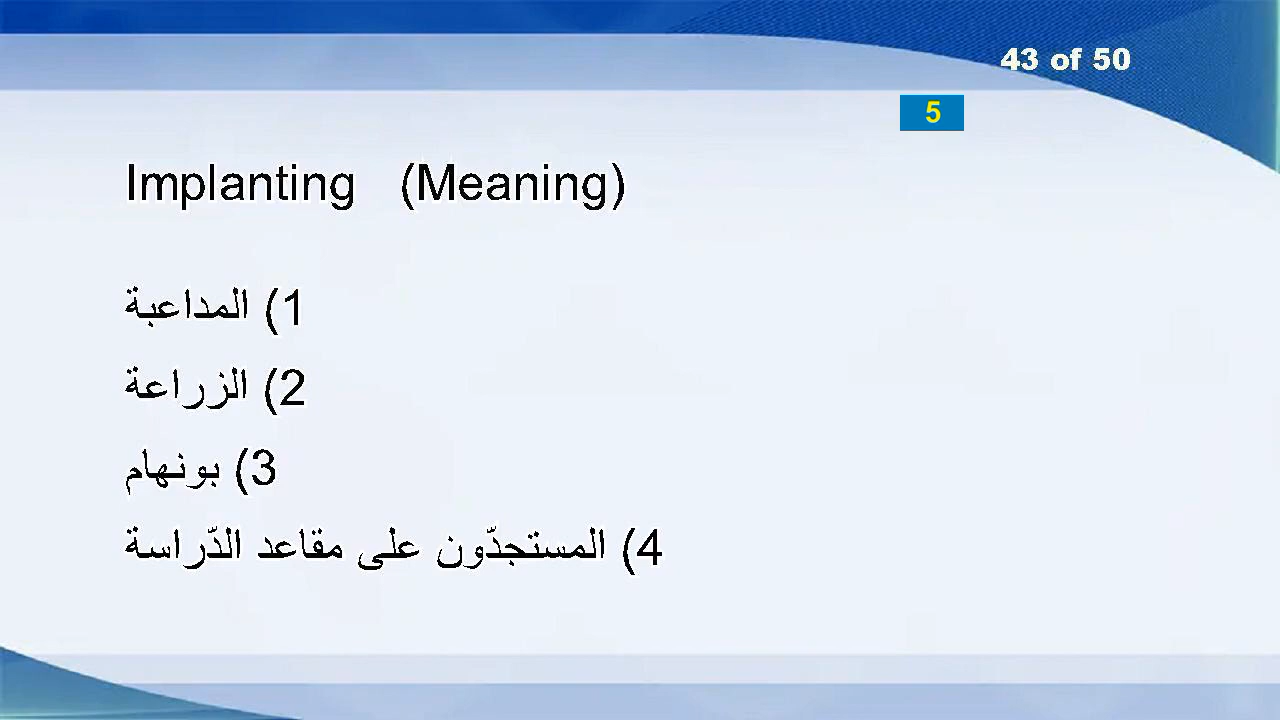 43 of 50
5
Implanting (Meaning)
1) المداعبة
2) الزراعة
3) بونهام
4) المستجدّون على مقاعد الدّراسة